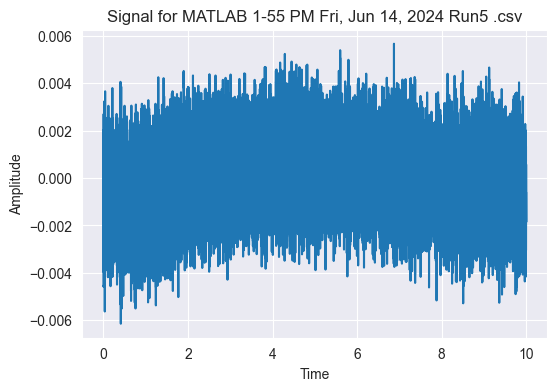 Signal for MATLAB 1-55 PM Fri, Jun 14, 2024 Run5 .csv
0.006
0.004
0.002
0.000
−0.002
−0.004
−0.006
Amplitude
0 2 4 6 8 10
Time